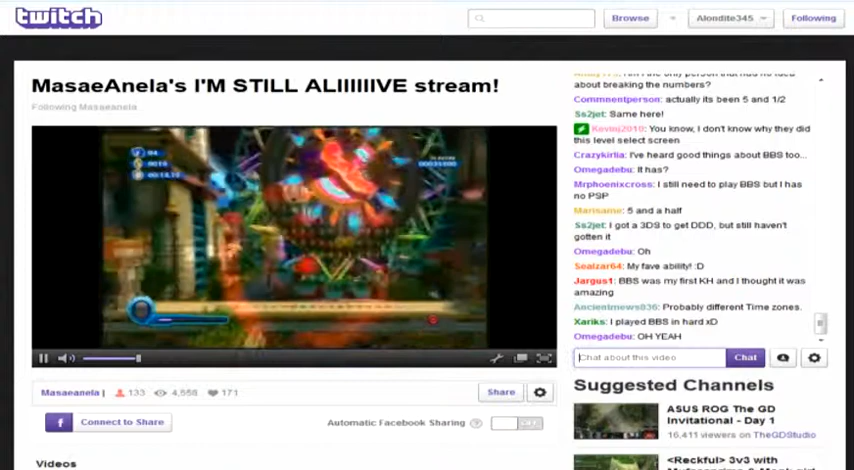 twitch
Browse
Alondite345
Following
MasaeAnela's I'M STILL ALIIIIIIVE stream!
Following Masaeanela
about breaking the numbers?
Commnentperson: actually its been 5 and 1/2
Ss2jet: Same here!
Kevinj2010: You know, I don't know why they did
this level select screen
Crazykirlia: I've heard good things about BBS too...
Omegadebu: It has?
Mrphoenixcross: I still need to play BBS but I has
no PSP
Marisame: 5 and a half
Ss2jet: I got a 3DS to get DDD, but still haven't
gotten it
Omegadebu: Oh
Sealzar64: My fave ability! :D
Jargus1: BBS was my first KH and I thought it was
amazing
Ancientmews836: Probably different Time zones.
Xariks: I played BBS in hard xD
Omegadebu: OH YEAH
Chat about this video
Chat
Masaeanela |
133
4,558
171
Share
f
Connect to Share
Automatic Facebook Sharing
?
Suggested Channels
ASUS ROG The GD
Invitational - Day 1
16,411 viewers on TheGDStudio
<Reckful> 3v3 with
Videos